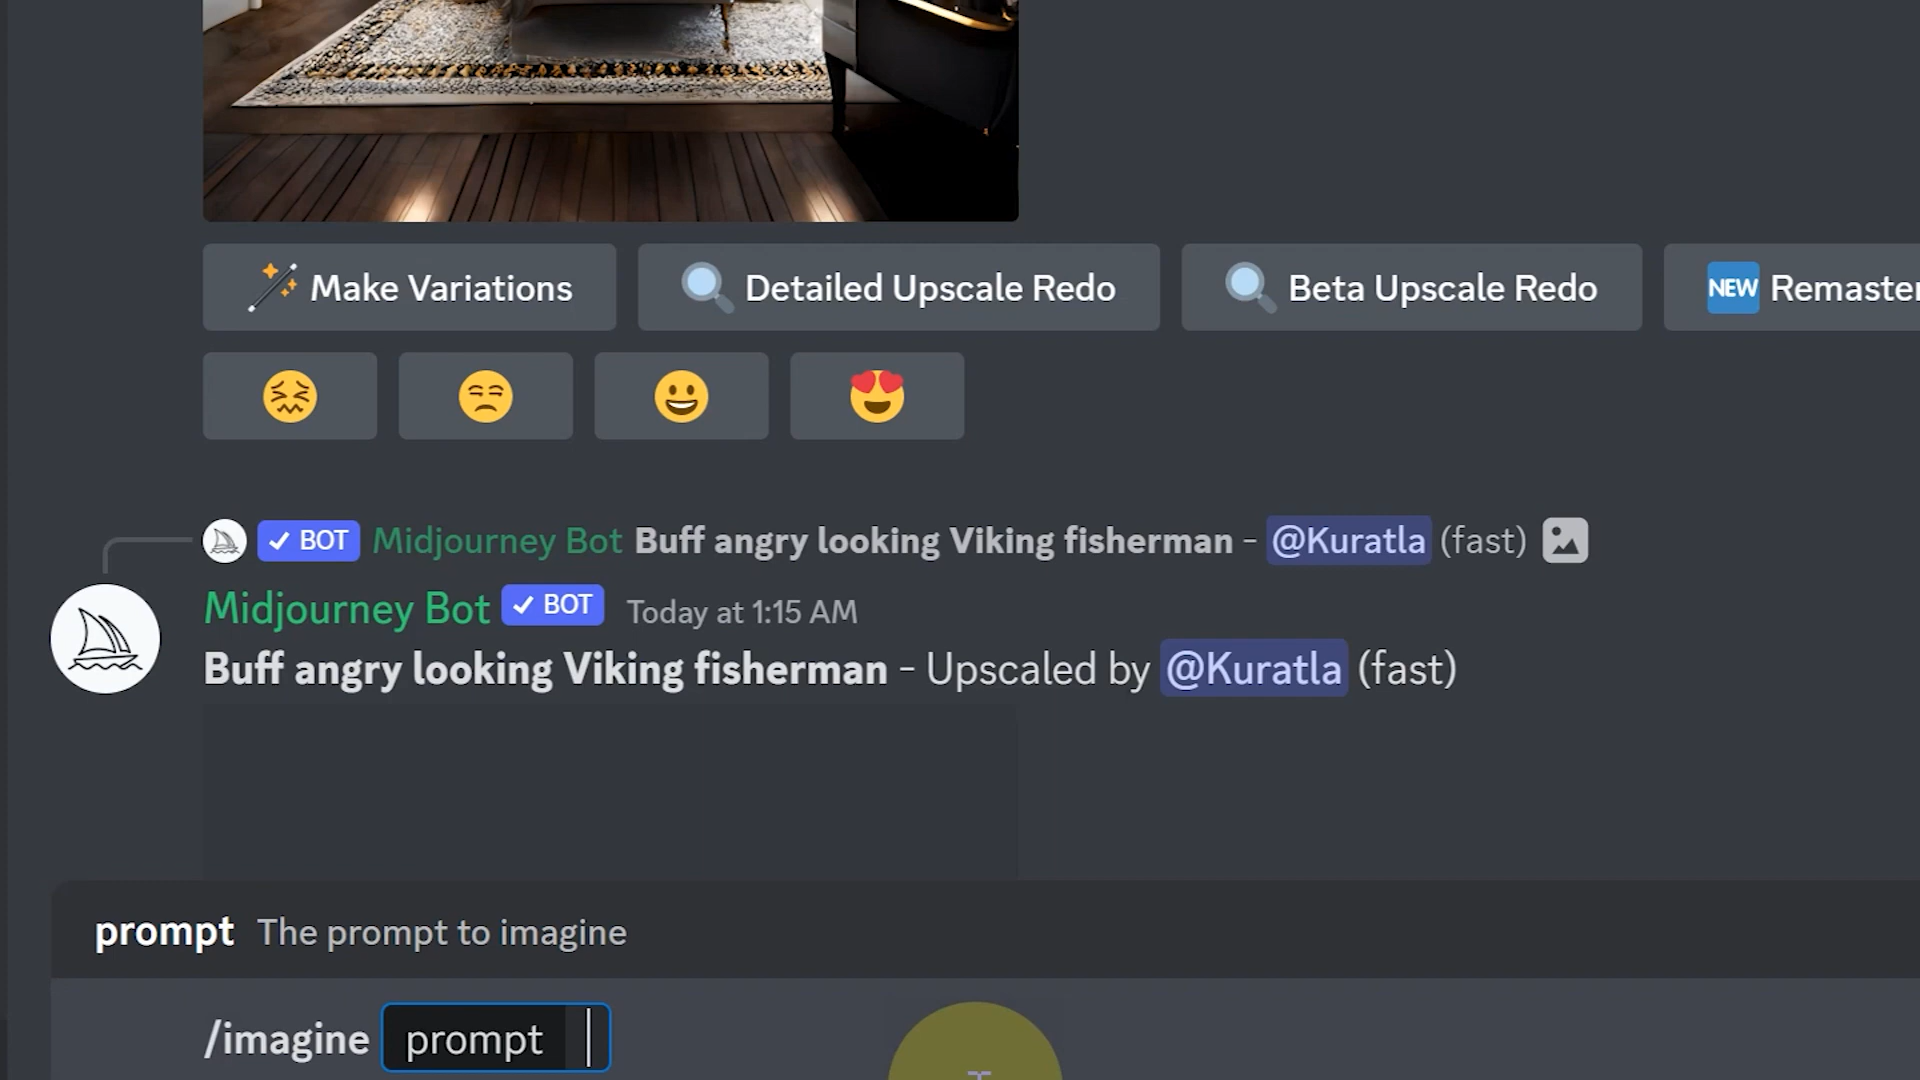 Make Variations
Detailed Upscale Redo
Beta Upscale Redo
NEW Remaster
✓ BOT Midjourney Bot Buff angry looking Viking fisherman - @Kuratla (fast)
Midjourney Bot ✓ BOT Today at 1:15 AM
Buff angry looking Viking fisherman - Upscaled by @Kuratla (fast)
prompt The prompt to imagine
/imagine prompt